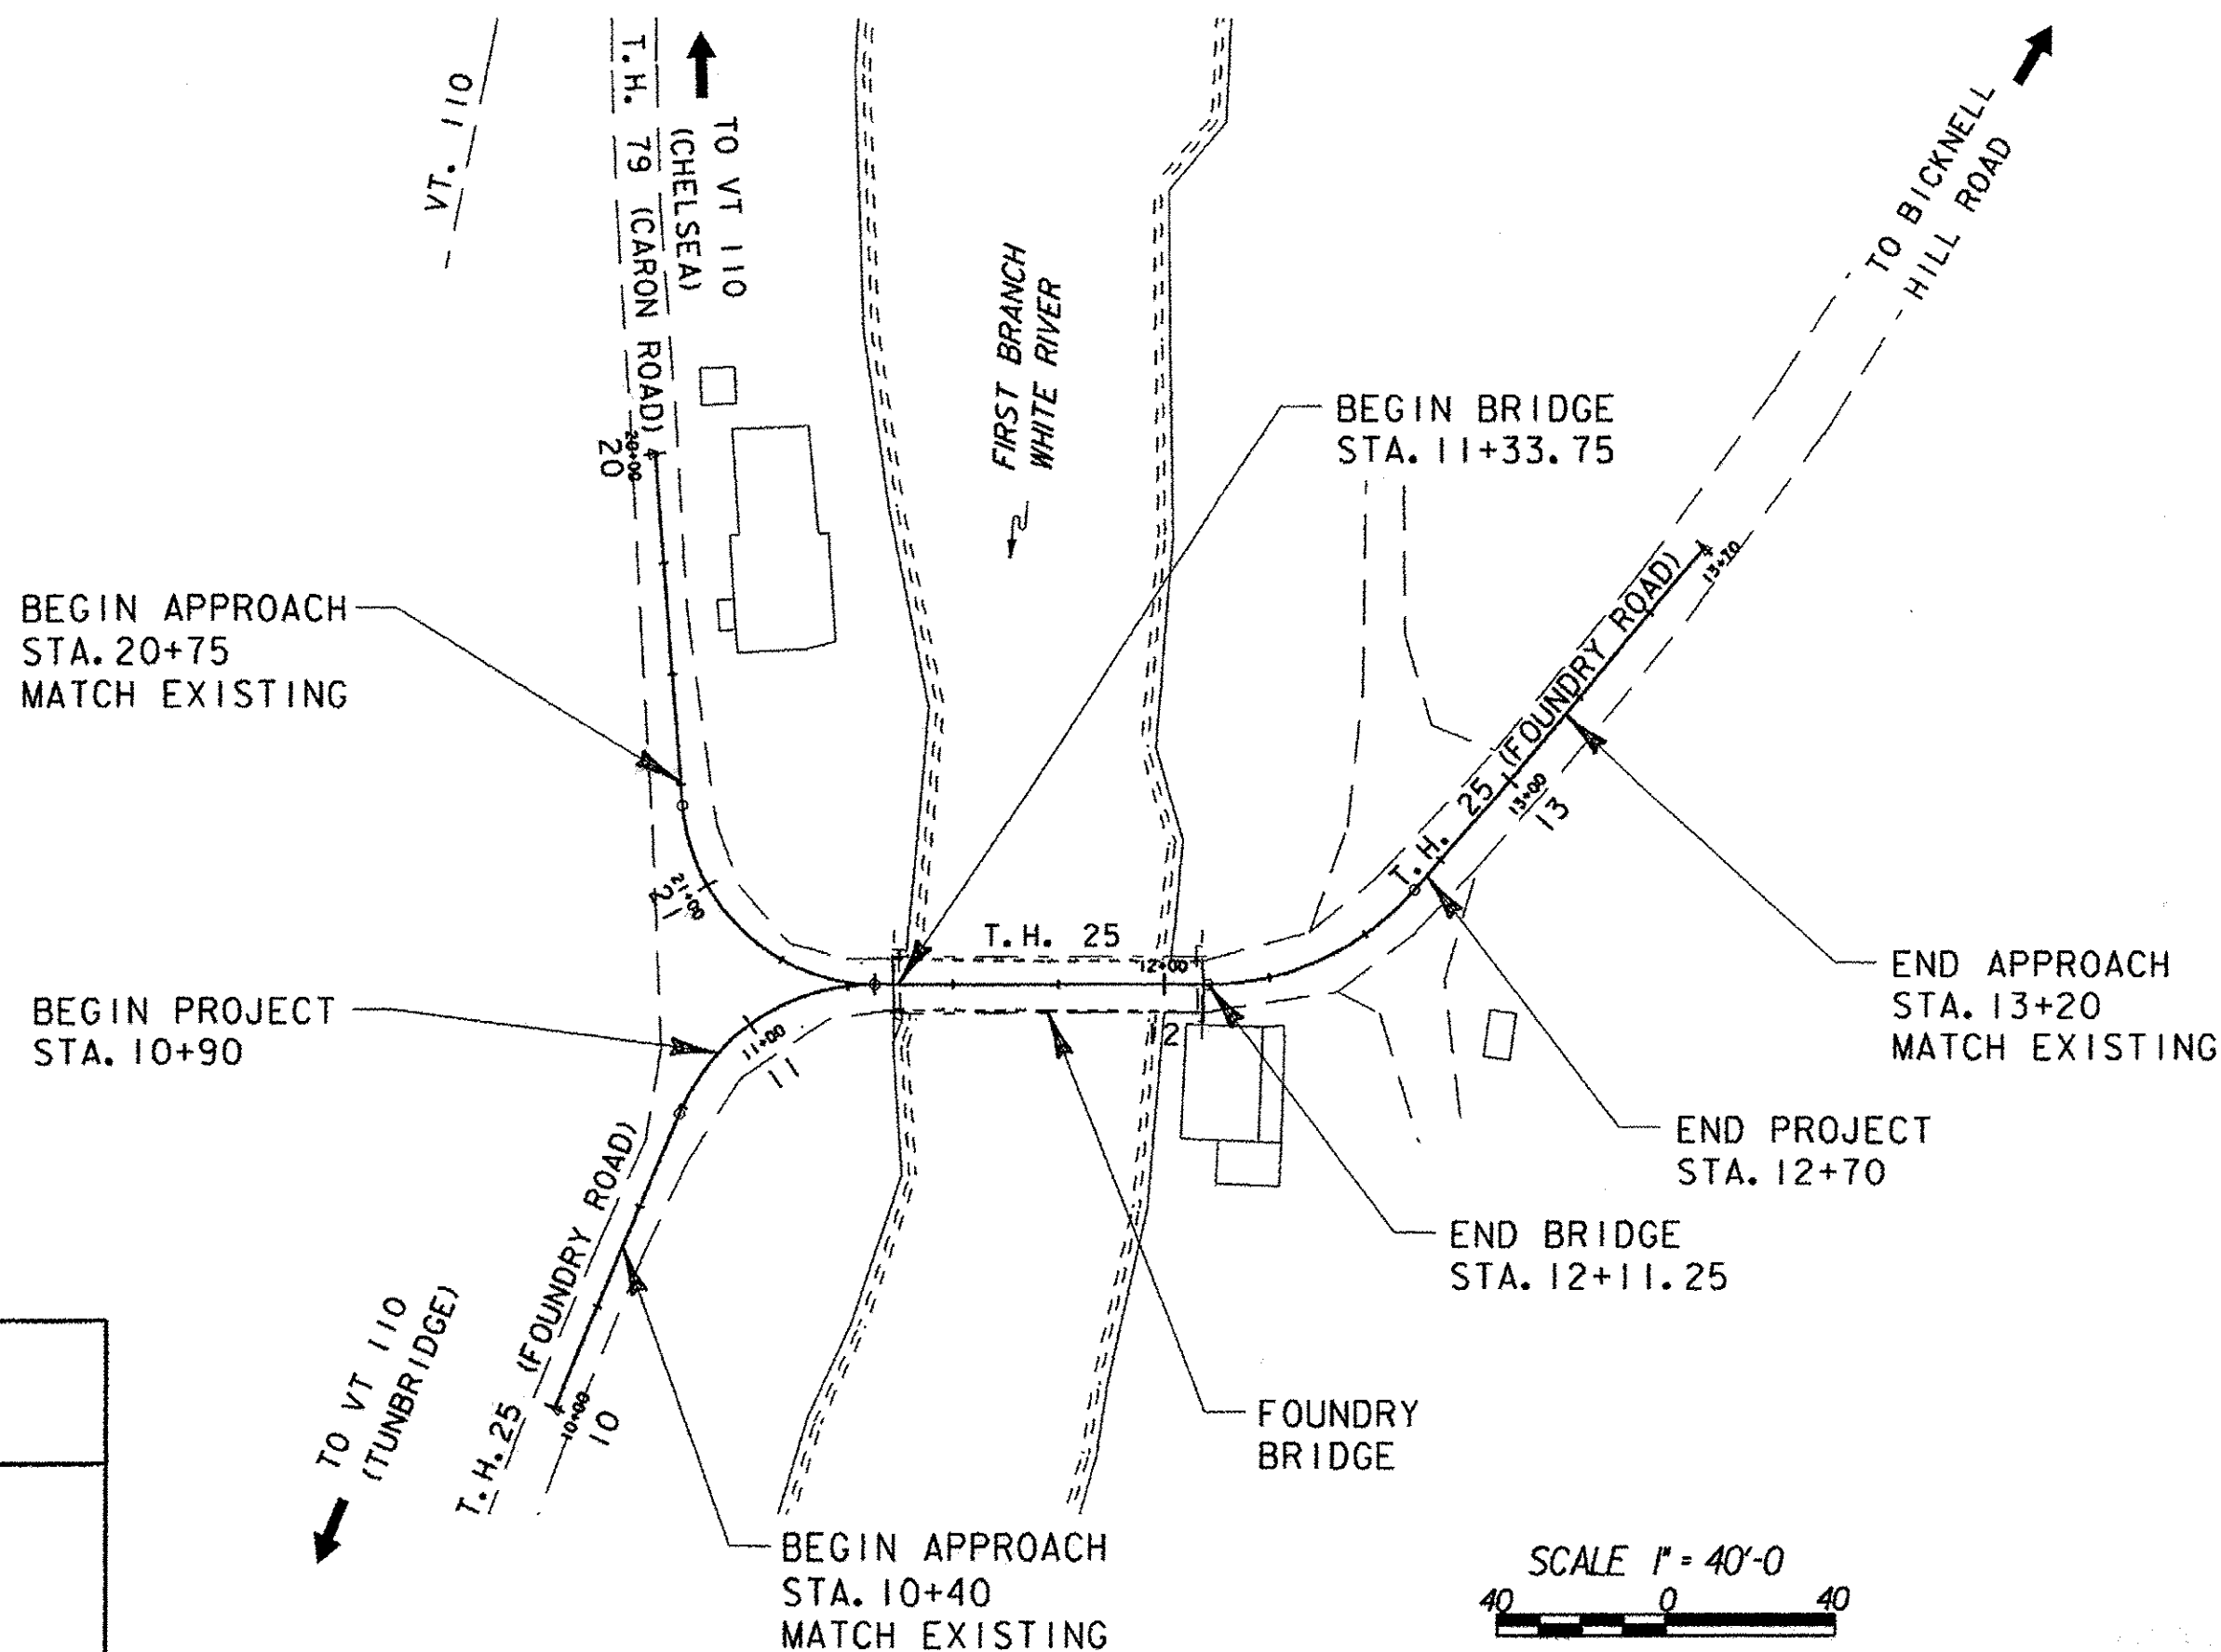 VT. 110
T.H. 79 (CARON ROAD)
TO VT 110
(CHELSEA)
FIRST BRANCH
WHITE RIVER
TO BICKNELL
HILL ROAD
BEGIN BRIDGE
STA. 11+33.75
20+00
20
13+70
T.H. 25 (FOUNDRY ROAD)
BEGIN APPROACH
STA. 20+75
MATCH EXISTING
13+00
13
21+00
21
T.H. 25
12+00
12
END APPROACH
STA. 13+20
MATCH EXISTING
BEGIN PROJECT
STA. 10+90
11+00
11
END PROJECT
STA. 12+70
END BRIDGE
STA. 12+11.25
T.H. 25 (FOUNDRY ROAD)
TO VT 110
(TUNBRIDGE)
10+00
10
FOUNDRY
BRIDGE
BEGIN APPROACH
STA. 10+40
MATCH EXISTING
SCALE 1" = 40'-0
40 0 40